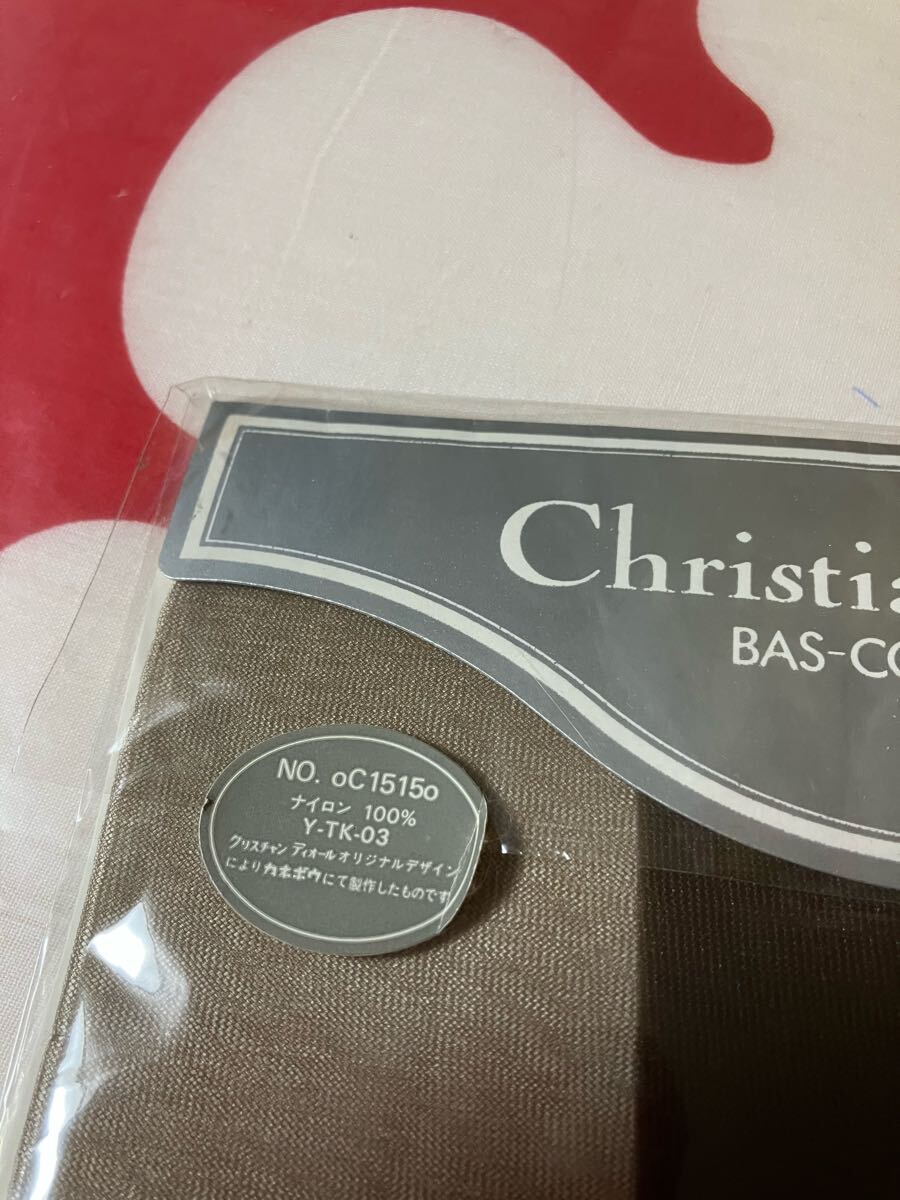 Christia
BAS-CO
NO. oC1515o
ナイロン 100%
Y-TK-03
クリスチャン ディオールオリジナルデザイン
によりカネボウにて製作したものです